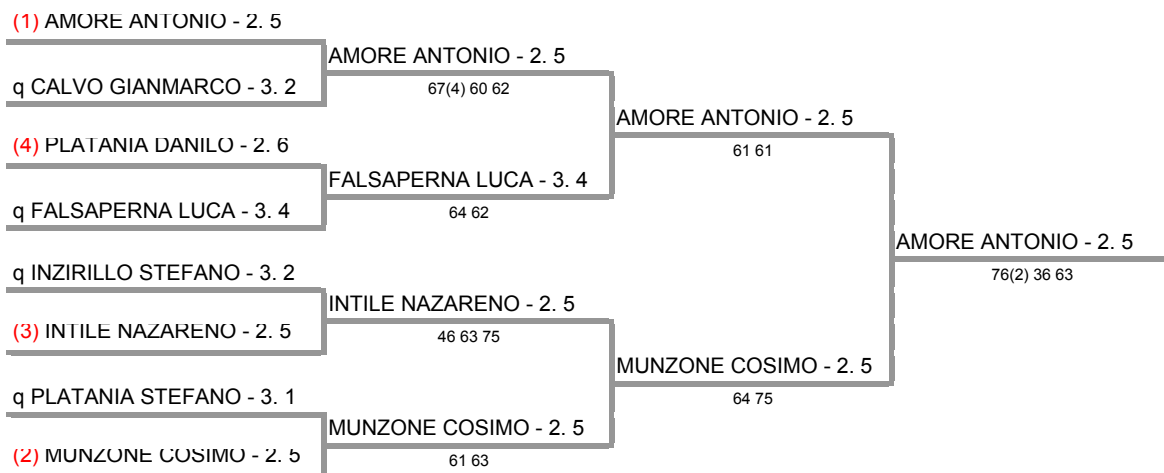 (1) AMORE ANTONIO - 2. 5
q CALVO GIANMARCO - 3. 2
(4) PLATANIA DANILO - 2. 6
q FALSAPERNA LUCA - 3. 4
q INZIRILLO STEFANO - 3. 2
(3) INTILE NAZARENO - 2. 5
q PLATANIA STEFANO - 3. 1
(2) MUNZONE COSIMO - 2. 5
AMORE ANTONIO - 2. 5
67(4) 60 62
FALSAPERNA LUCA - 3. 4
64 62
INTILE NAZARENO - 2. 5
46 63 75
MUNZONE COSIMO - 2. 5
61 63
AMORE ANTONIO - 2. 5
61 61
MUNZONE COSIMO - 2. 5
64 75
AMORE ANTONIO - 2. 5
76(2) 36 63